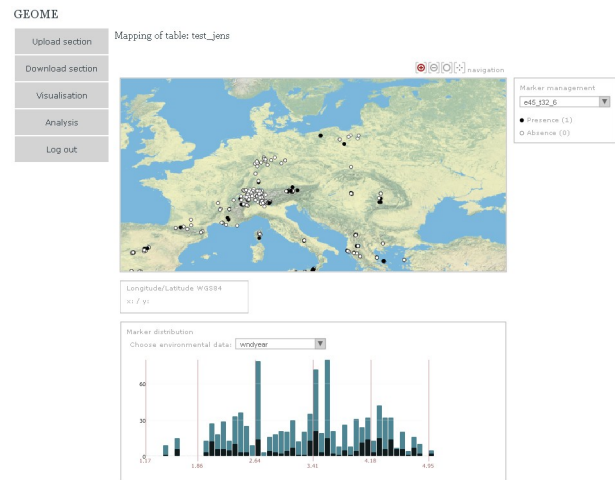 GEOME
Upload section
Download section
Visualisation
Analysis
Log out
Mapping of table: test_jens
navigation
Marker management
e45_t32_6
Presence (1)
Absence (0)
Longitude/Latitude WGS84
x: / y:
Marker distribution
Choose environmental data: wndyear
60
30
0
1.17 1.86 2.64 3.41 4.18 4.95